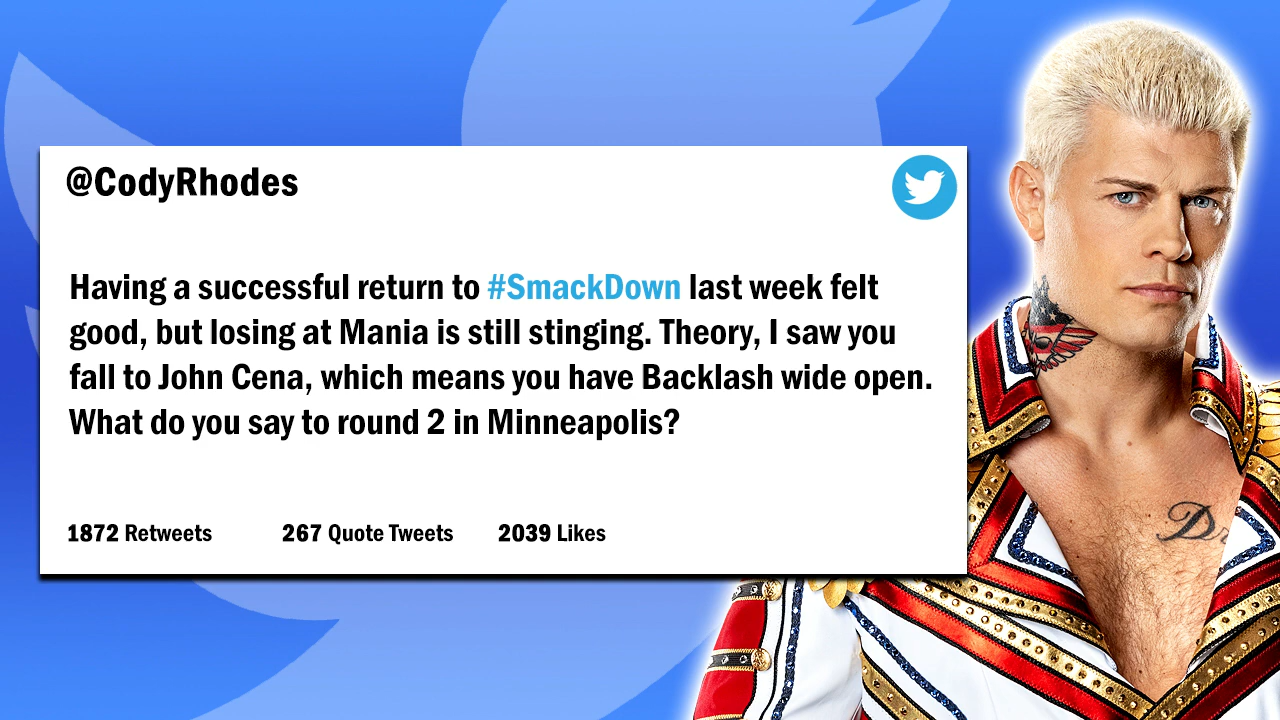 @CodyRhodes
Having a successful return to #SmackDown last week felt
good, but losing at Mania is still stinging. Theory, I saw you
fall to John Cena, which means you have Backlash wide open.
What do you say to round 2 in Minneapolis?
1872 Retweets 267 Quote Tweets 2039 Likes